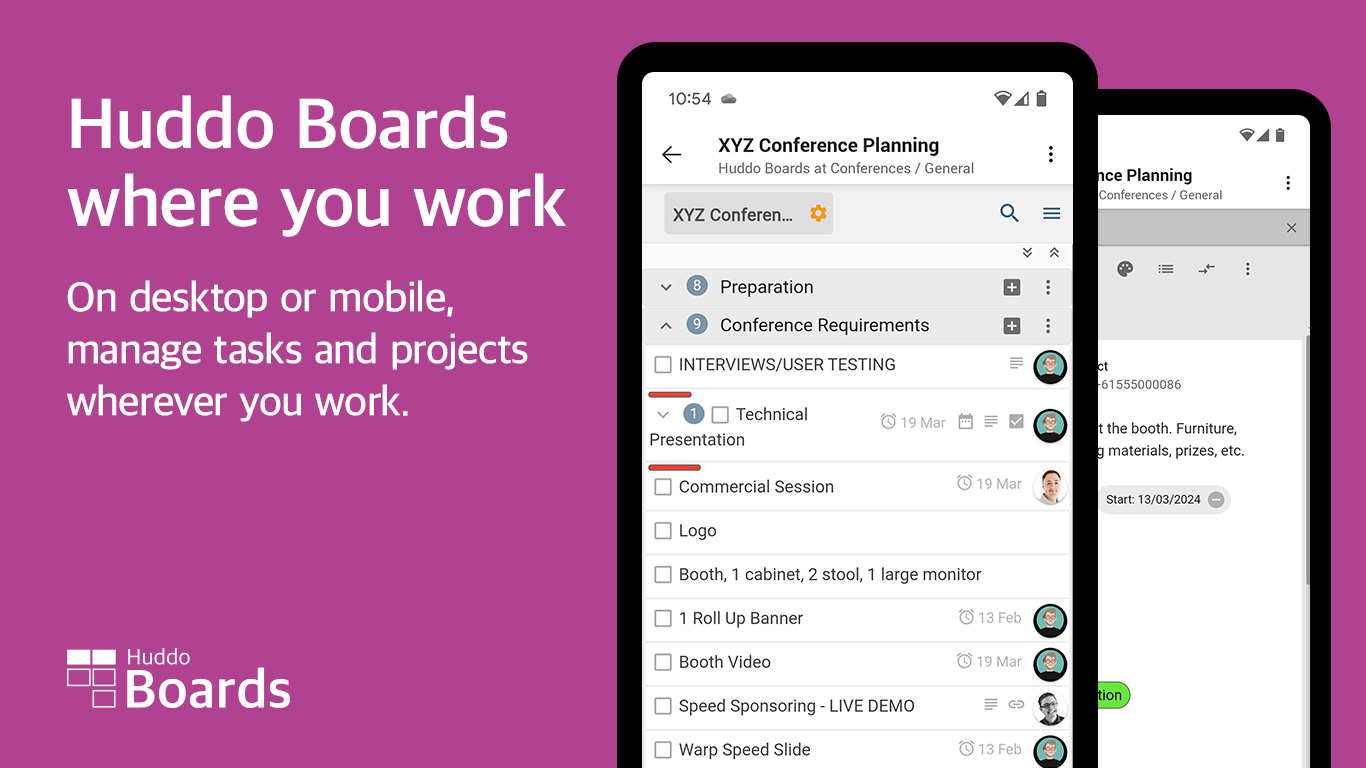 Huddo Boards
where you work
On desktop or mobile,
manage tasks and projects
wherever you work.
Huddo
Boards
10:54
XYZ Conference Planning
Huddo Boards at Conferences / General
XYZ Conferen...
8 Preparation
9 Conference Requirements
INTERVIEWS/USER TESTING
1 Technical
Presentation
19 Mar
Commercial Session
19 Mar
Logo
Booth, 1 cabinet, 2 stool, 1 large monitor
1 Roll Up Banner
13 Feb
Booth Video
19 Mar
Speed Sponsoring - LIVE DEMO
Warp Speed Slide
13 Feb
nce Planning
Conferences / General
ct
-61555000086
t the booth. Furniture,
g materials, prizes, etc.
Start: 13/03/2024
tion